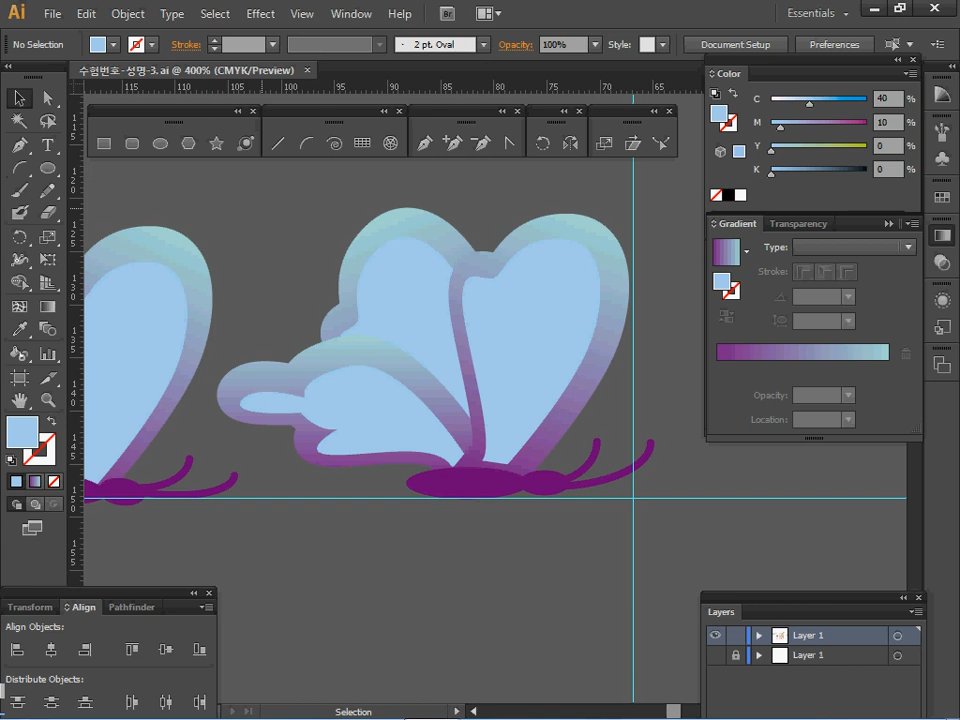 Ai File Edit Object Type Select Effect View Window Help Br Essentials
No Selection Stroke: 2 pt. Oval Opacity: 100% Style: Document Setup Preferences
수험번호-성명-3.ai @ 400% (CMYK/Preview) ×
115 110 105 100 95 90 85 80 75 70 65
Color
C 40 %
M 10 %
Y 0 %
K 0 %
Gradient Transparency
Type:
Stroke:
Opacity:
Location:
Transform Align Pathfinder
Align Objects:
Distribute Objects:
Layers
Layer 1
Layer 1
Selection